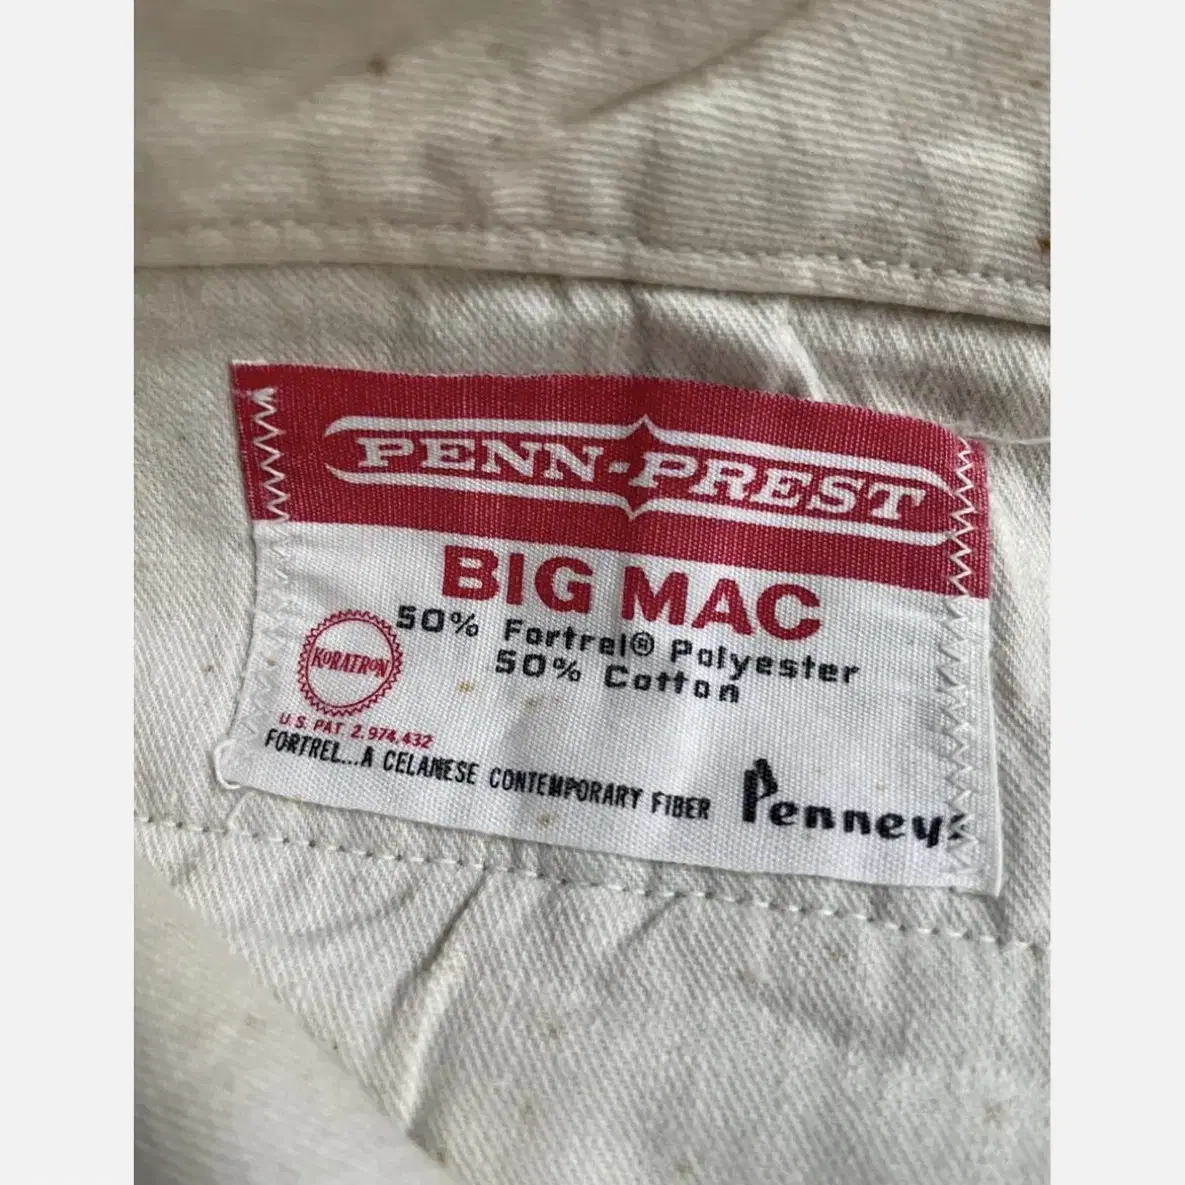 PENN-PREST
BIG MAC
50% Fortrel® Polyester
50% Cotton
KORATRON
U.S. PAT 2,974,432
FORTREL...A CELANESE CONTEMPORARY FIBER
Penneys